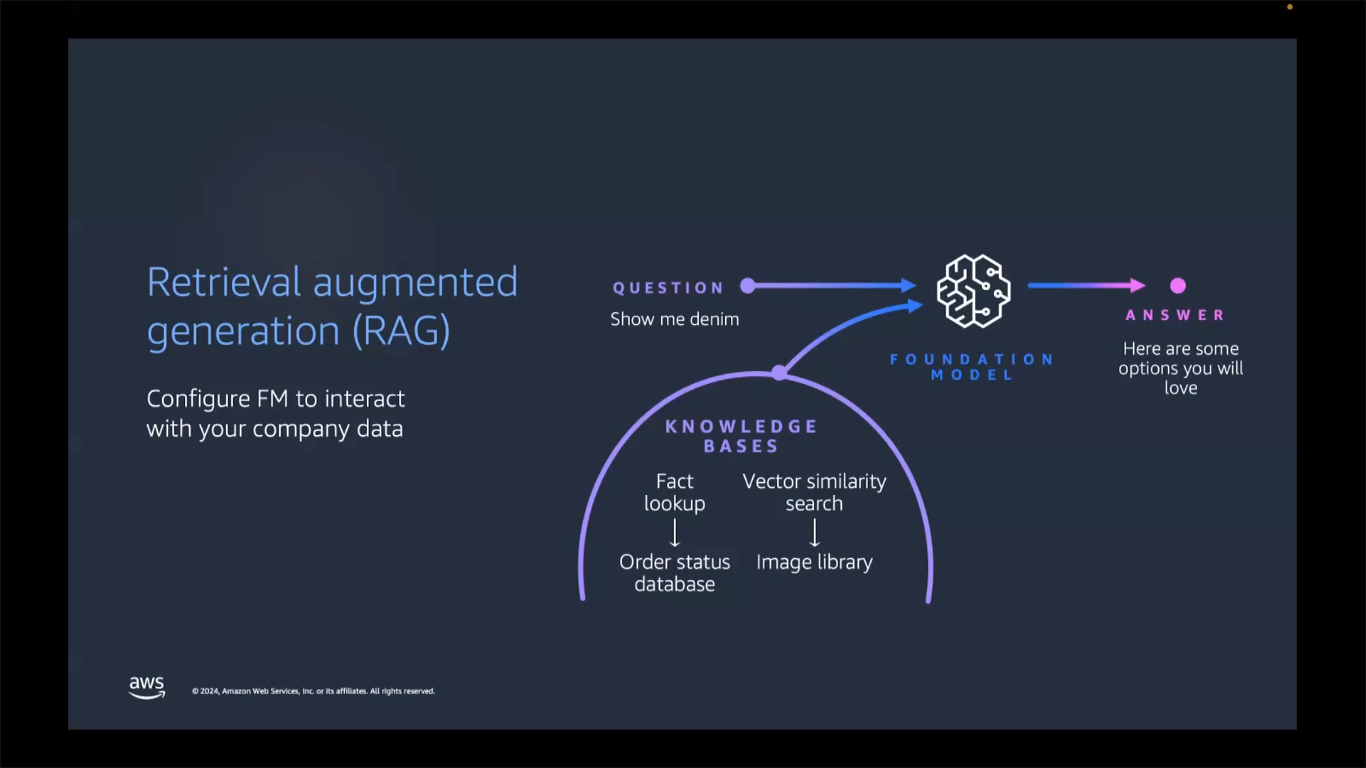 Retrieval augmented
generation (RAG)
Configure FM to interact
with your company data
QUESTION
Show me denim
FOUNDATION
MODEL
ANSWER
Here are some
options you will
love
KNOWLEDGE
BASES
Fact
lookup
Order status
database
Vector similarity
search
Image library
aws
© 2024, Amazon Web Services, Inc. or its affiliates. All rights reserved.